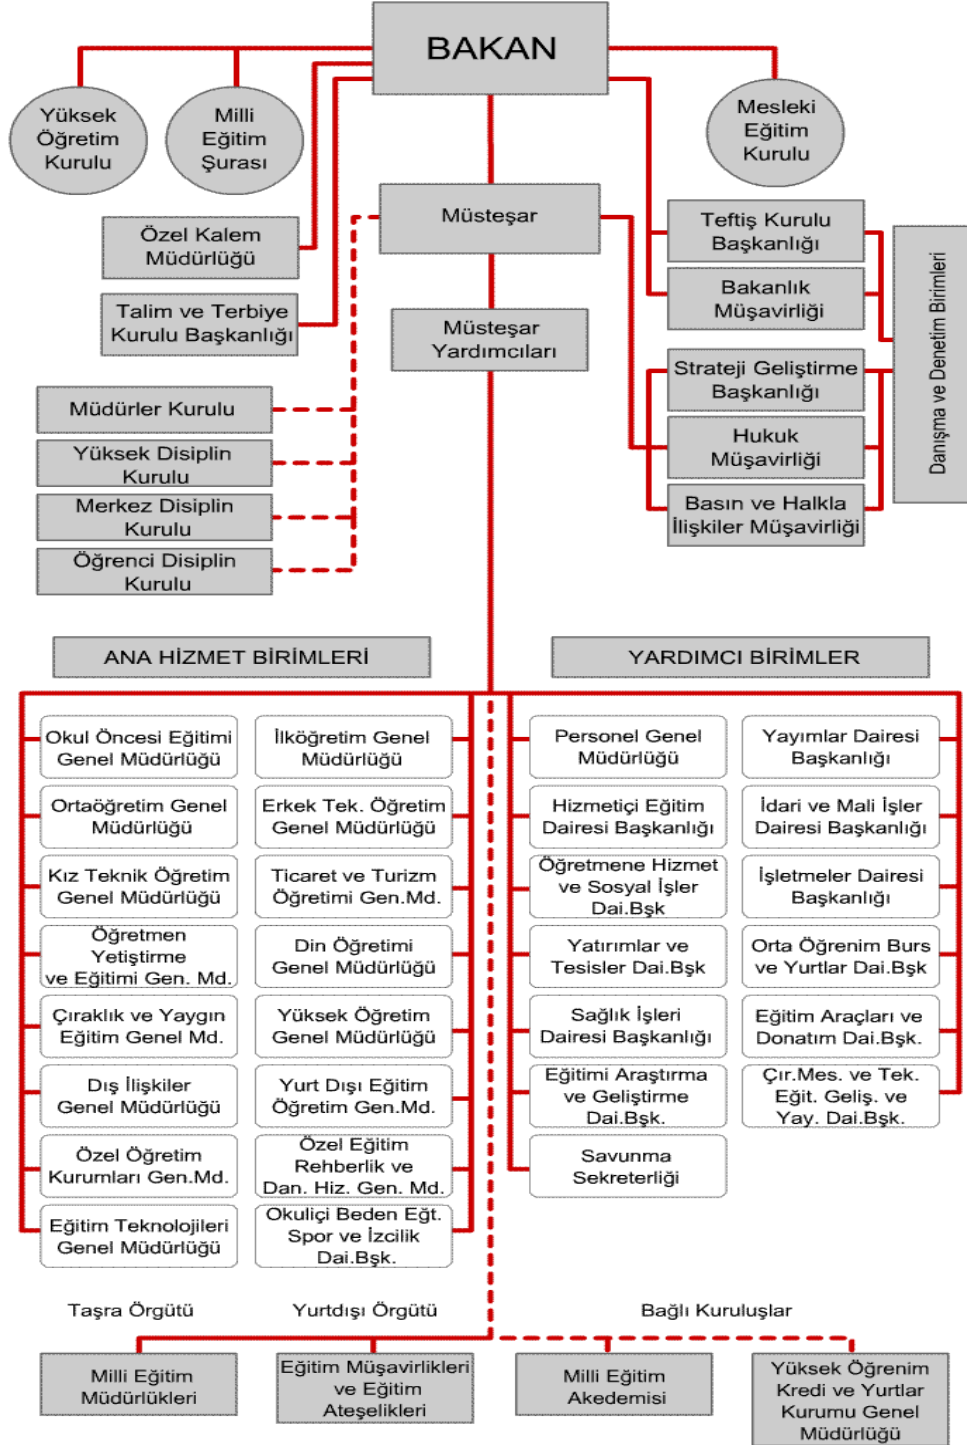 BAKAN
Yüksek
Öğretim
Kurulu
Milli
Eğitim
Şurası
Mesleki
Eğitim
Kurulu
Müsteşar
Özel Kalem
Müdürlüğü
Talim ve Terbiye
Kurulu Başkanlığı
Müsteşar
Yardımcıları
Teftiş Kurulu
Başkanlığı
Bakanlık
Müşavirliği
Strateji Geliştirme
Başkanlığı
Hukuk
Müşavirliği
Basın ve Halkla
İlişkiler Müşavirliği
Danışma ve Denetim Birimleri
Müdürler Kurulu
Yüksek Disiplin
Kurulu
Merkez Disiplin
Kurulu
Öğrenci Disiplin
Kurulu
ANA HİZMET BİRİMLERİ
Okul Öncesi Eğitimi
Genel Müdürlüğü
İlköğretim Genel
Müdürlüğü
Ortaöğretim Genel
Müdürlüğü
Erkek Tek. Öğretim
Genel Müdürlüğü
Kız Teknik Öğretim
Genel Müdürlüğü
Ticaret ve Turizm
Öğretimi Gen.Md.
Öğretmen
Yetiştirme
ve Eğitimi Gen. Md.
Din Öğretimi
Genel Müdürlüğü
Çıraklık ve Yaygın
Eğitim Genel Md.
Yüksek Öğretim
Genel Müdürlüğü
Dış İlişkiler
Genel Müdürlüğü
Yurt Dışı Eğitim
Öğretim Gen.Md.
Özel Öğretim
Kurumları Gen.Md.
Özel Eğitim
Rehberlik ve
Dan. Hiz. Gen. Md.
Eğitim Teknolojileri
Genel Müdürlüğü
Okuliçi Beden Eğt.
Spor ve İzcilik
Dai.Bşk.
YARDIMCI BİRİMLER
Personel Genel
Müdürlüğü
Yayımlar Dairesi
Başkanlığı
Hizmetiçi Eğitim
Dairesi Başkanlığı
İdari ve Mali İşler
Dairesi Başkanlığı
Öğretmene Hizmet
ve Sosyal İşler
Dai.Bşk
İşletmeler Dairesi
Başkanlığı
Yatırımlar ve
Tesisler Dai.Bşk
Orta Öğrenim Burs
ve Yurtlar Dai.Bşk
Sağlık İşleri
Dairesi Başkanlığı
Eğitim Araçları ve
Donatım Dai.Bşk.
Eğitimi Araştırma
ve Geliştirme
Dai.Bşk.
Çır.Mes. ve Tek.
Eğit. Geliş. ve
Yay. Dai.Bşk.
Savunma
Sekreterliği
Taşra Örgütü
Yurtdışı Örgütü
Bağlı Kuruluşlar
Milli Eğitim
Müdürlükleri
Eğitim Müşavirlikleri
ve Eğitim
Ateşelikleri
Milli Eğitim
Akedemisi
Yüksek Öğrenim
Kredi ve Yurtlar
Kurumu Genel
Müdürlüğü